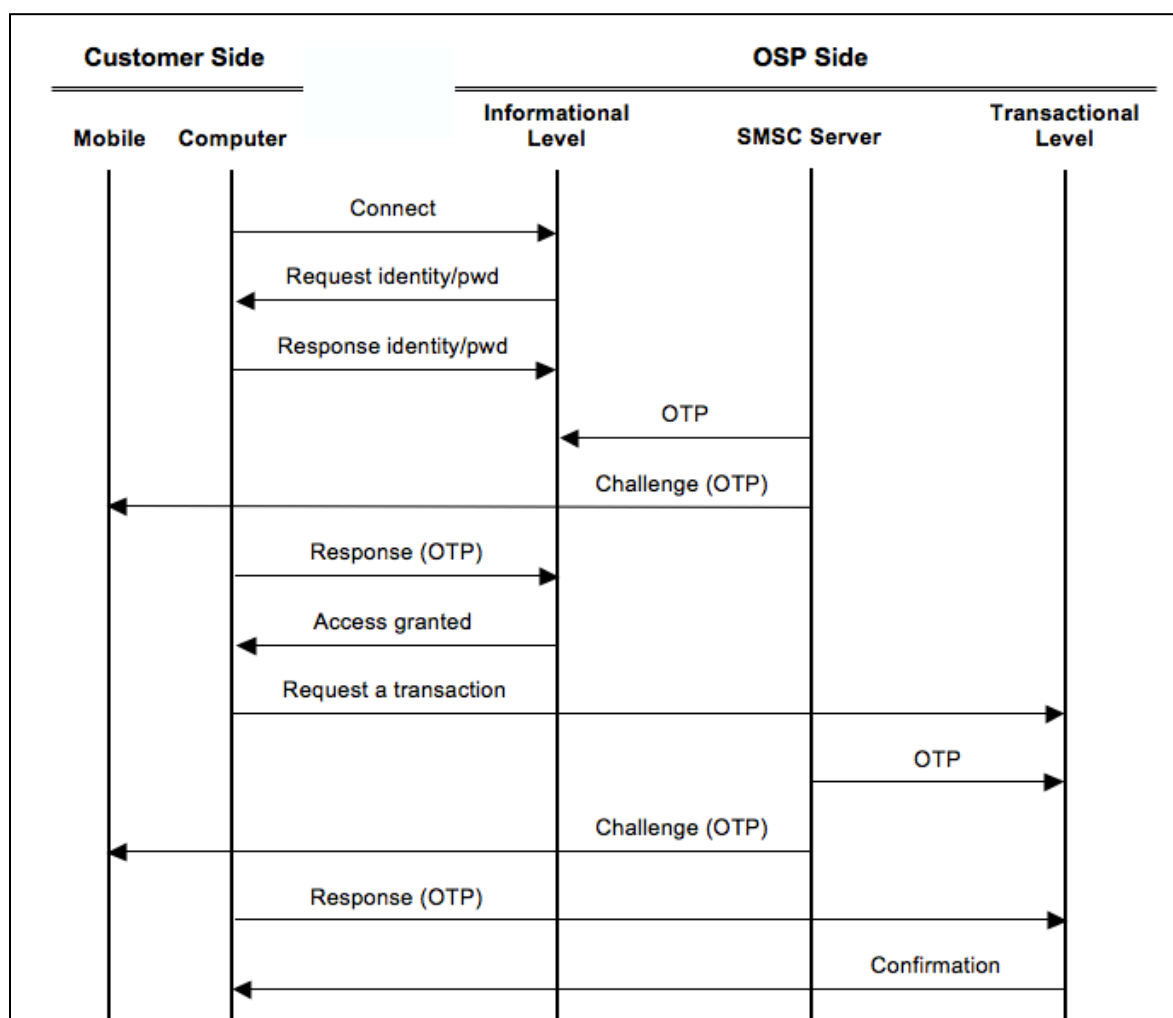 Customer Side
OSP Side
Mobile
Computer
Informational
Level
SMSC Server
Transactional
Level
Connect
Request identity/pwd
Response identity/pwd
OTP
Challenge (OTP)
Response (OTP)
Access granted
Request a transaction
OTP
Challenge (OTP)
Response (OTP)
Confirmation